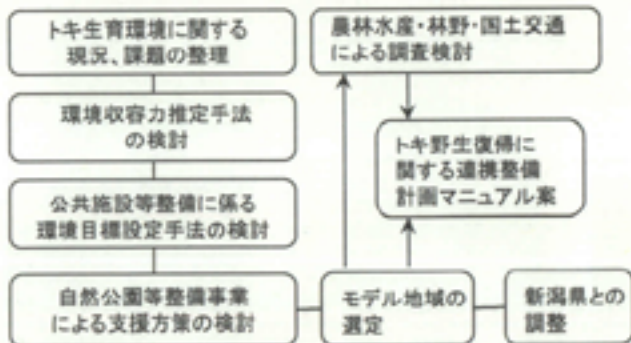 トキ生育環境に関する
現況、課題の整理
環境収容力推定手法
の検討
公共施設等整備に係る
環境目標設定手法の検討
自然公園等整備事業
による支援方策の検討
農林水産・林野・国土交通
による調査検討
トキ野生復帰に
関する連携整備
計画マニュアル案
モデル地域の
選定
新潟県との
調整